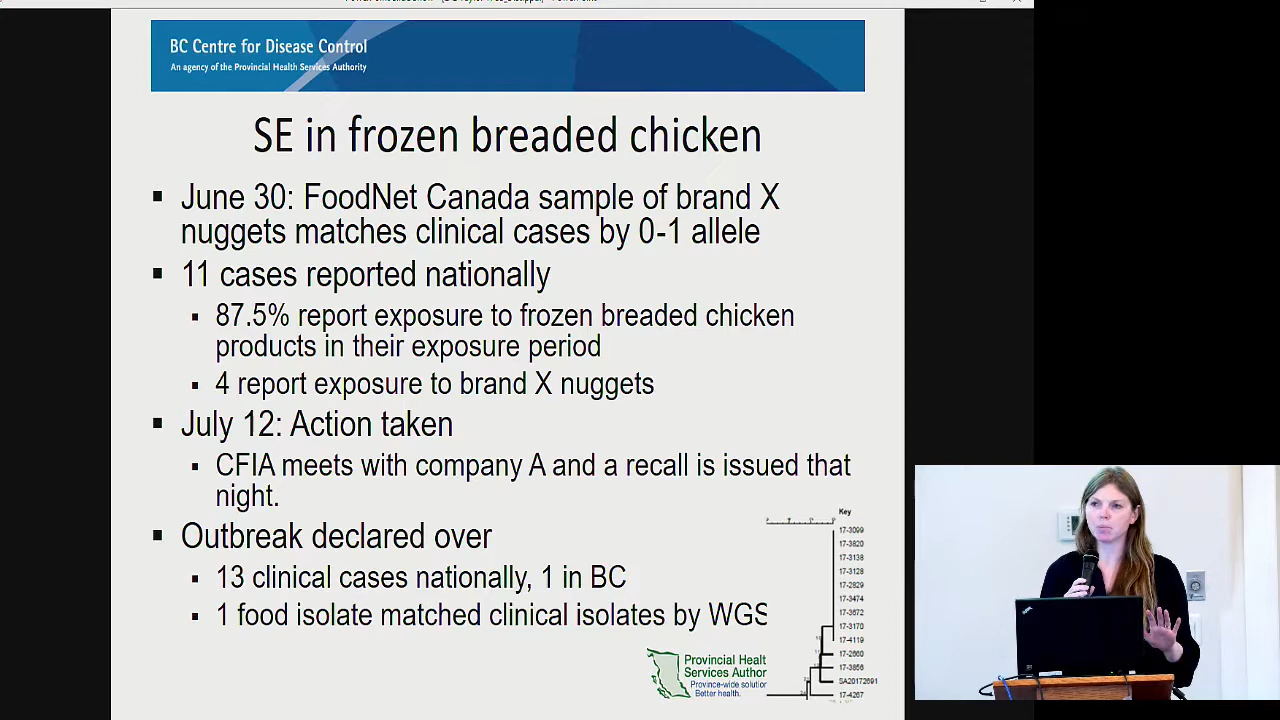 BC Centre for Disease Control
An agency of the Provincial Health Services Authority
SE in frozen breaded chicken
▪ June 30: FoodNet Canada sample of brand X
nuggets matches clinical cases by 0-1 allele
▪ 11 cases reported nationally
▪ 87.5% report exposure to frozen breaded chicken
products in their exposure period
▪ 4 report exposure to brand X nuggets
▪ July 12: Action taken
▪ CFIA meets with company A and a recall is issued that
night.
▪ Outbreak declared over
▪ 13 clinical cases nationally, 1 in BC
▪ 1 food isolate matched clinical isolates by WGS
Provincial Healt
Services Author
Province-wide solutior
Better health.
Key
17-3099
17-3820
17-3138
17-3128
17-2829
17-3474
17-3672
17-3170
17-4119
17-2660
17-3856
SA20172691
17-4267